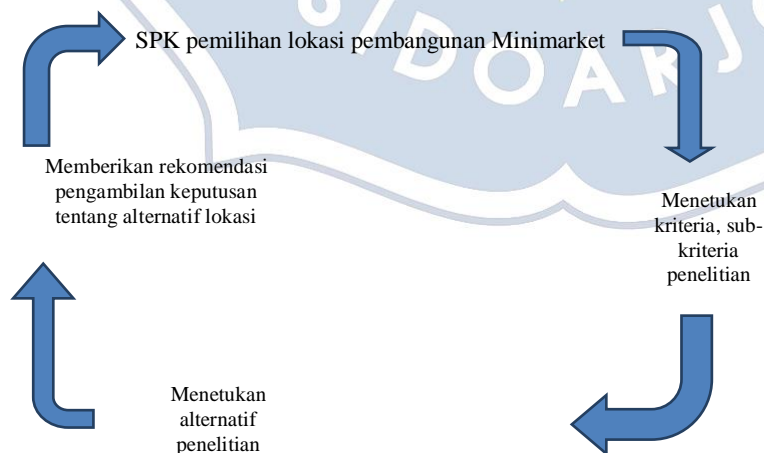 SIDOARJO
SPK pemilihan lokasi pembangunan Minimarket
Memberikan rekomendasi
pengambilan keputusan
tentang alternatif lokasi
Menetukan
kriteria, sub-
kriteria
penelitian
Menetukan
alternatif
penelitian